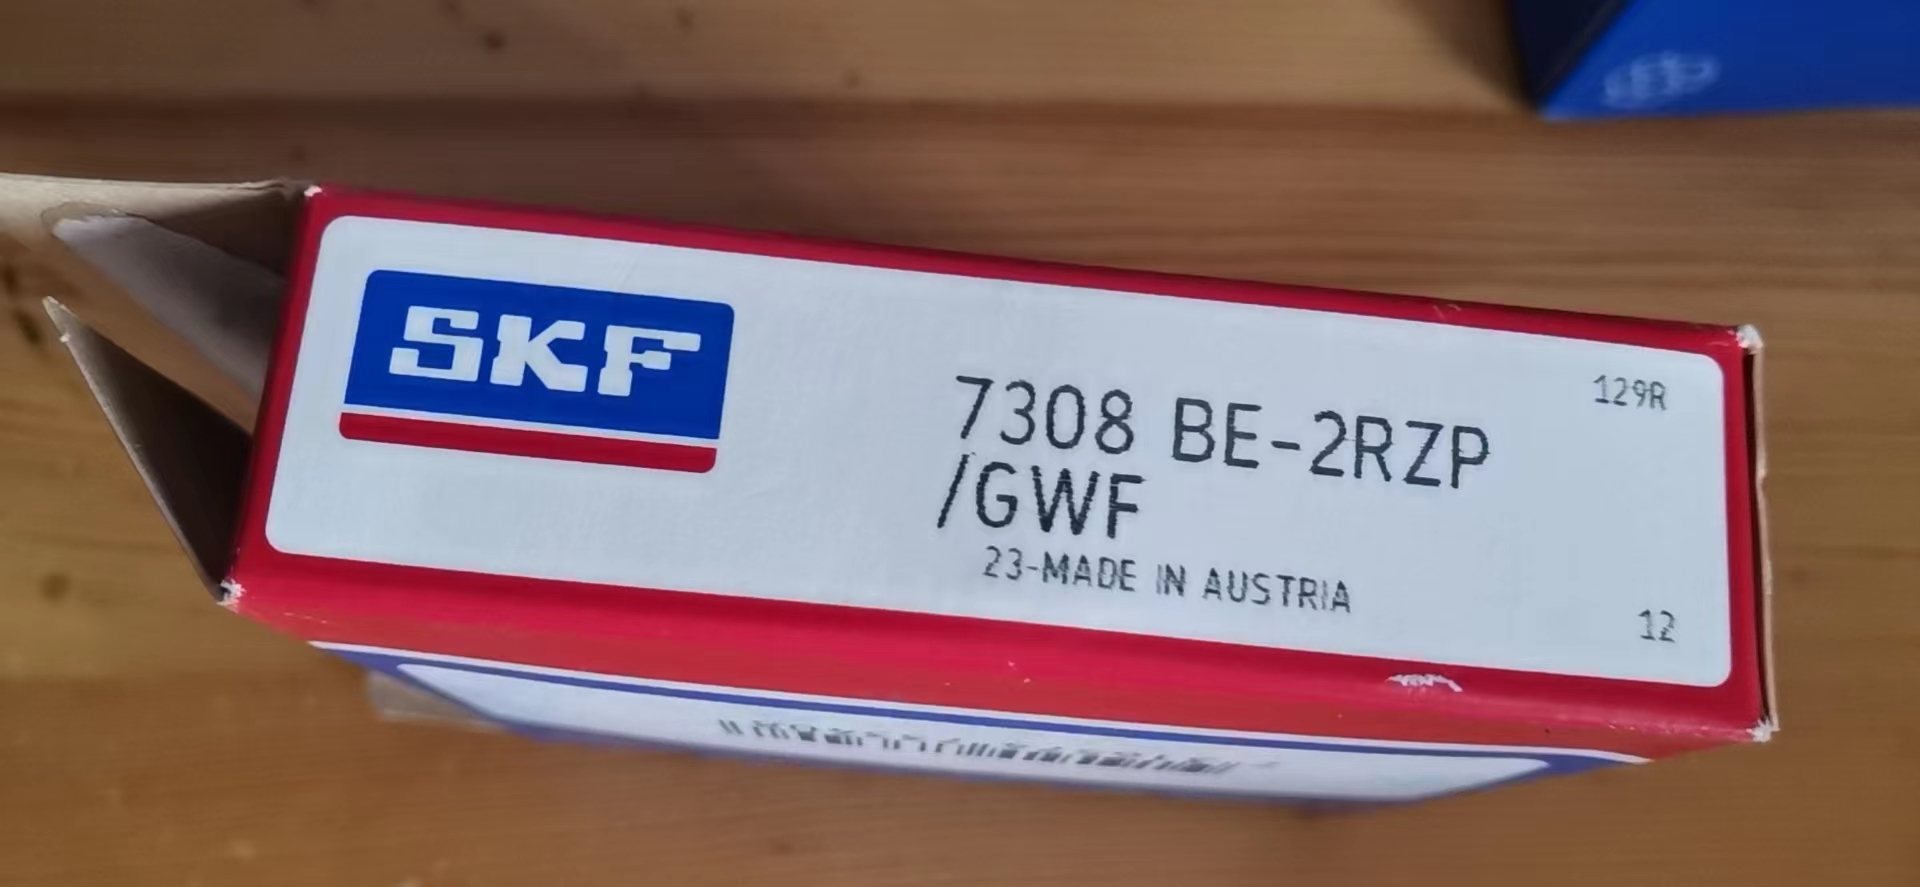 SKF
129R
7308 BE-2RZP
/GWF
23-MADE IN AUSTRIA
12